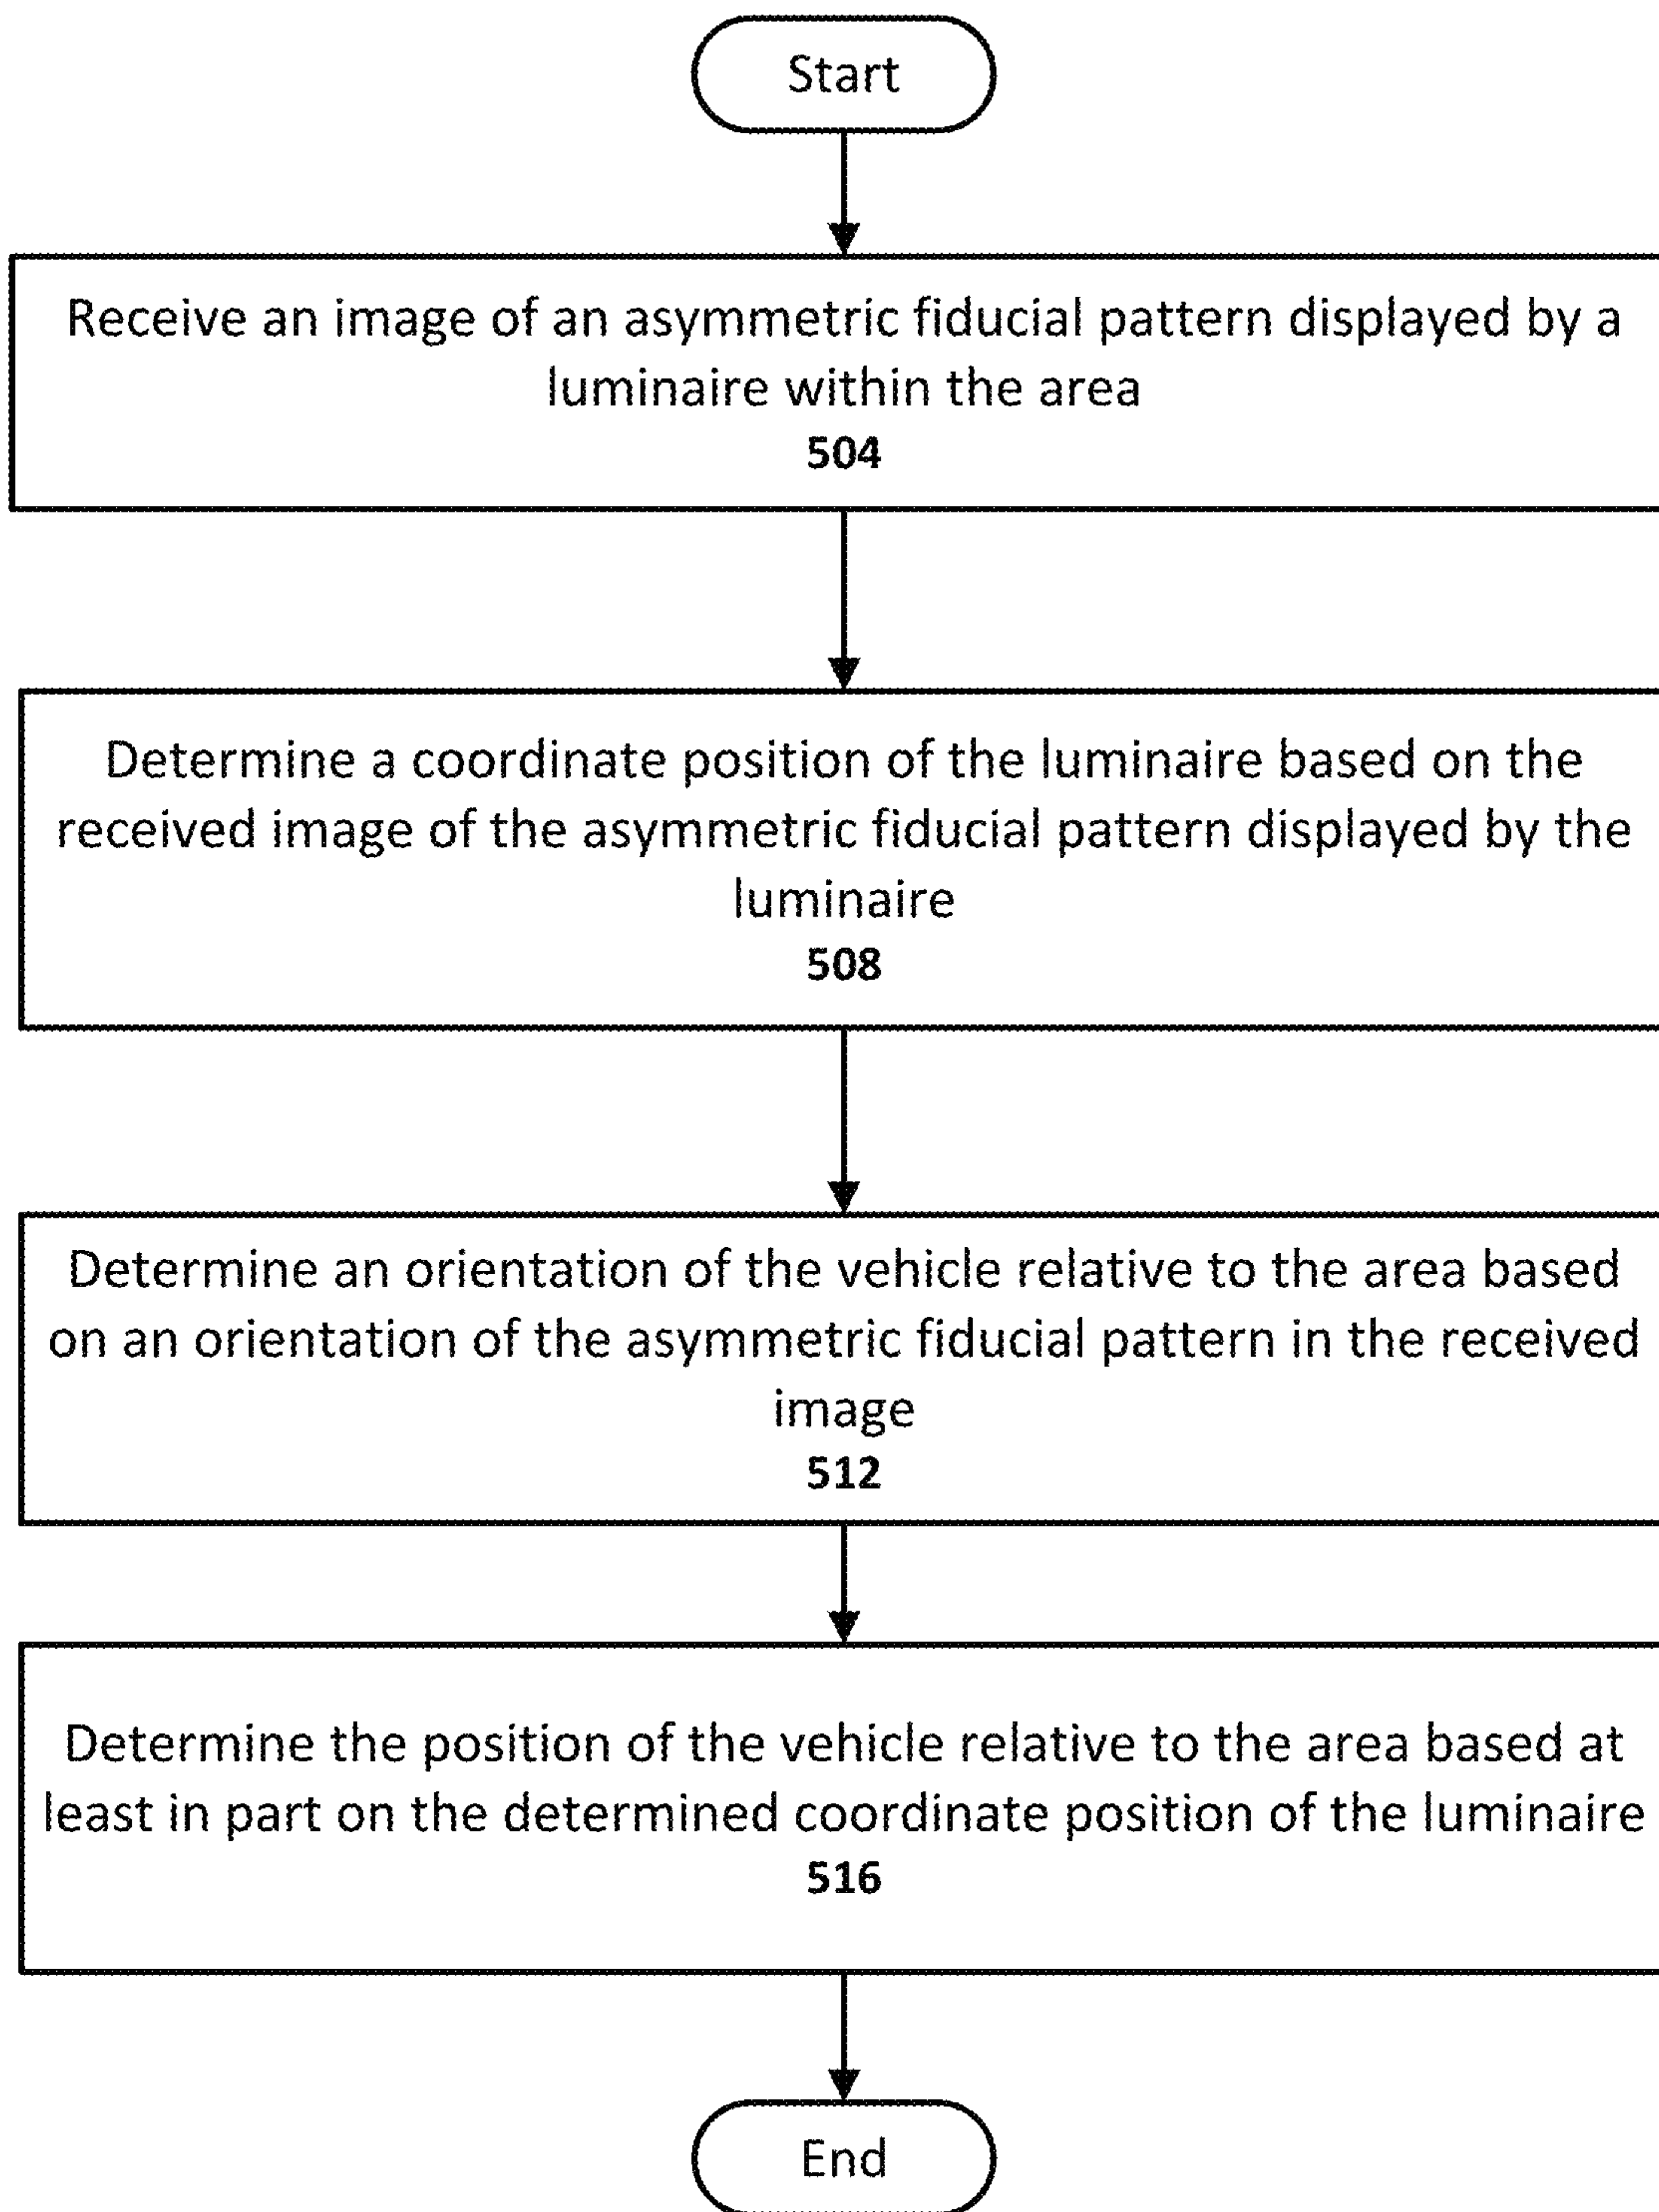 Start
Receive an image of an asymmetric fiducial pattern displayed by a
luminaire within the area
504
Determine a coordinate position of the luminaire based on the
received image of the asymmetric fiducial pattern displayed by the
luminaire
508
Determine an orientation of the vehicle relative to the area based
on an orientation of the asymmetric fiducial pattern in the received
image
512
Determine the position of the vehicle relative to the area based at
least in part on the determined coordinate position of the luminaire
516
End